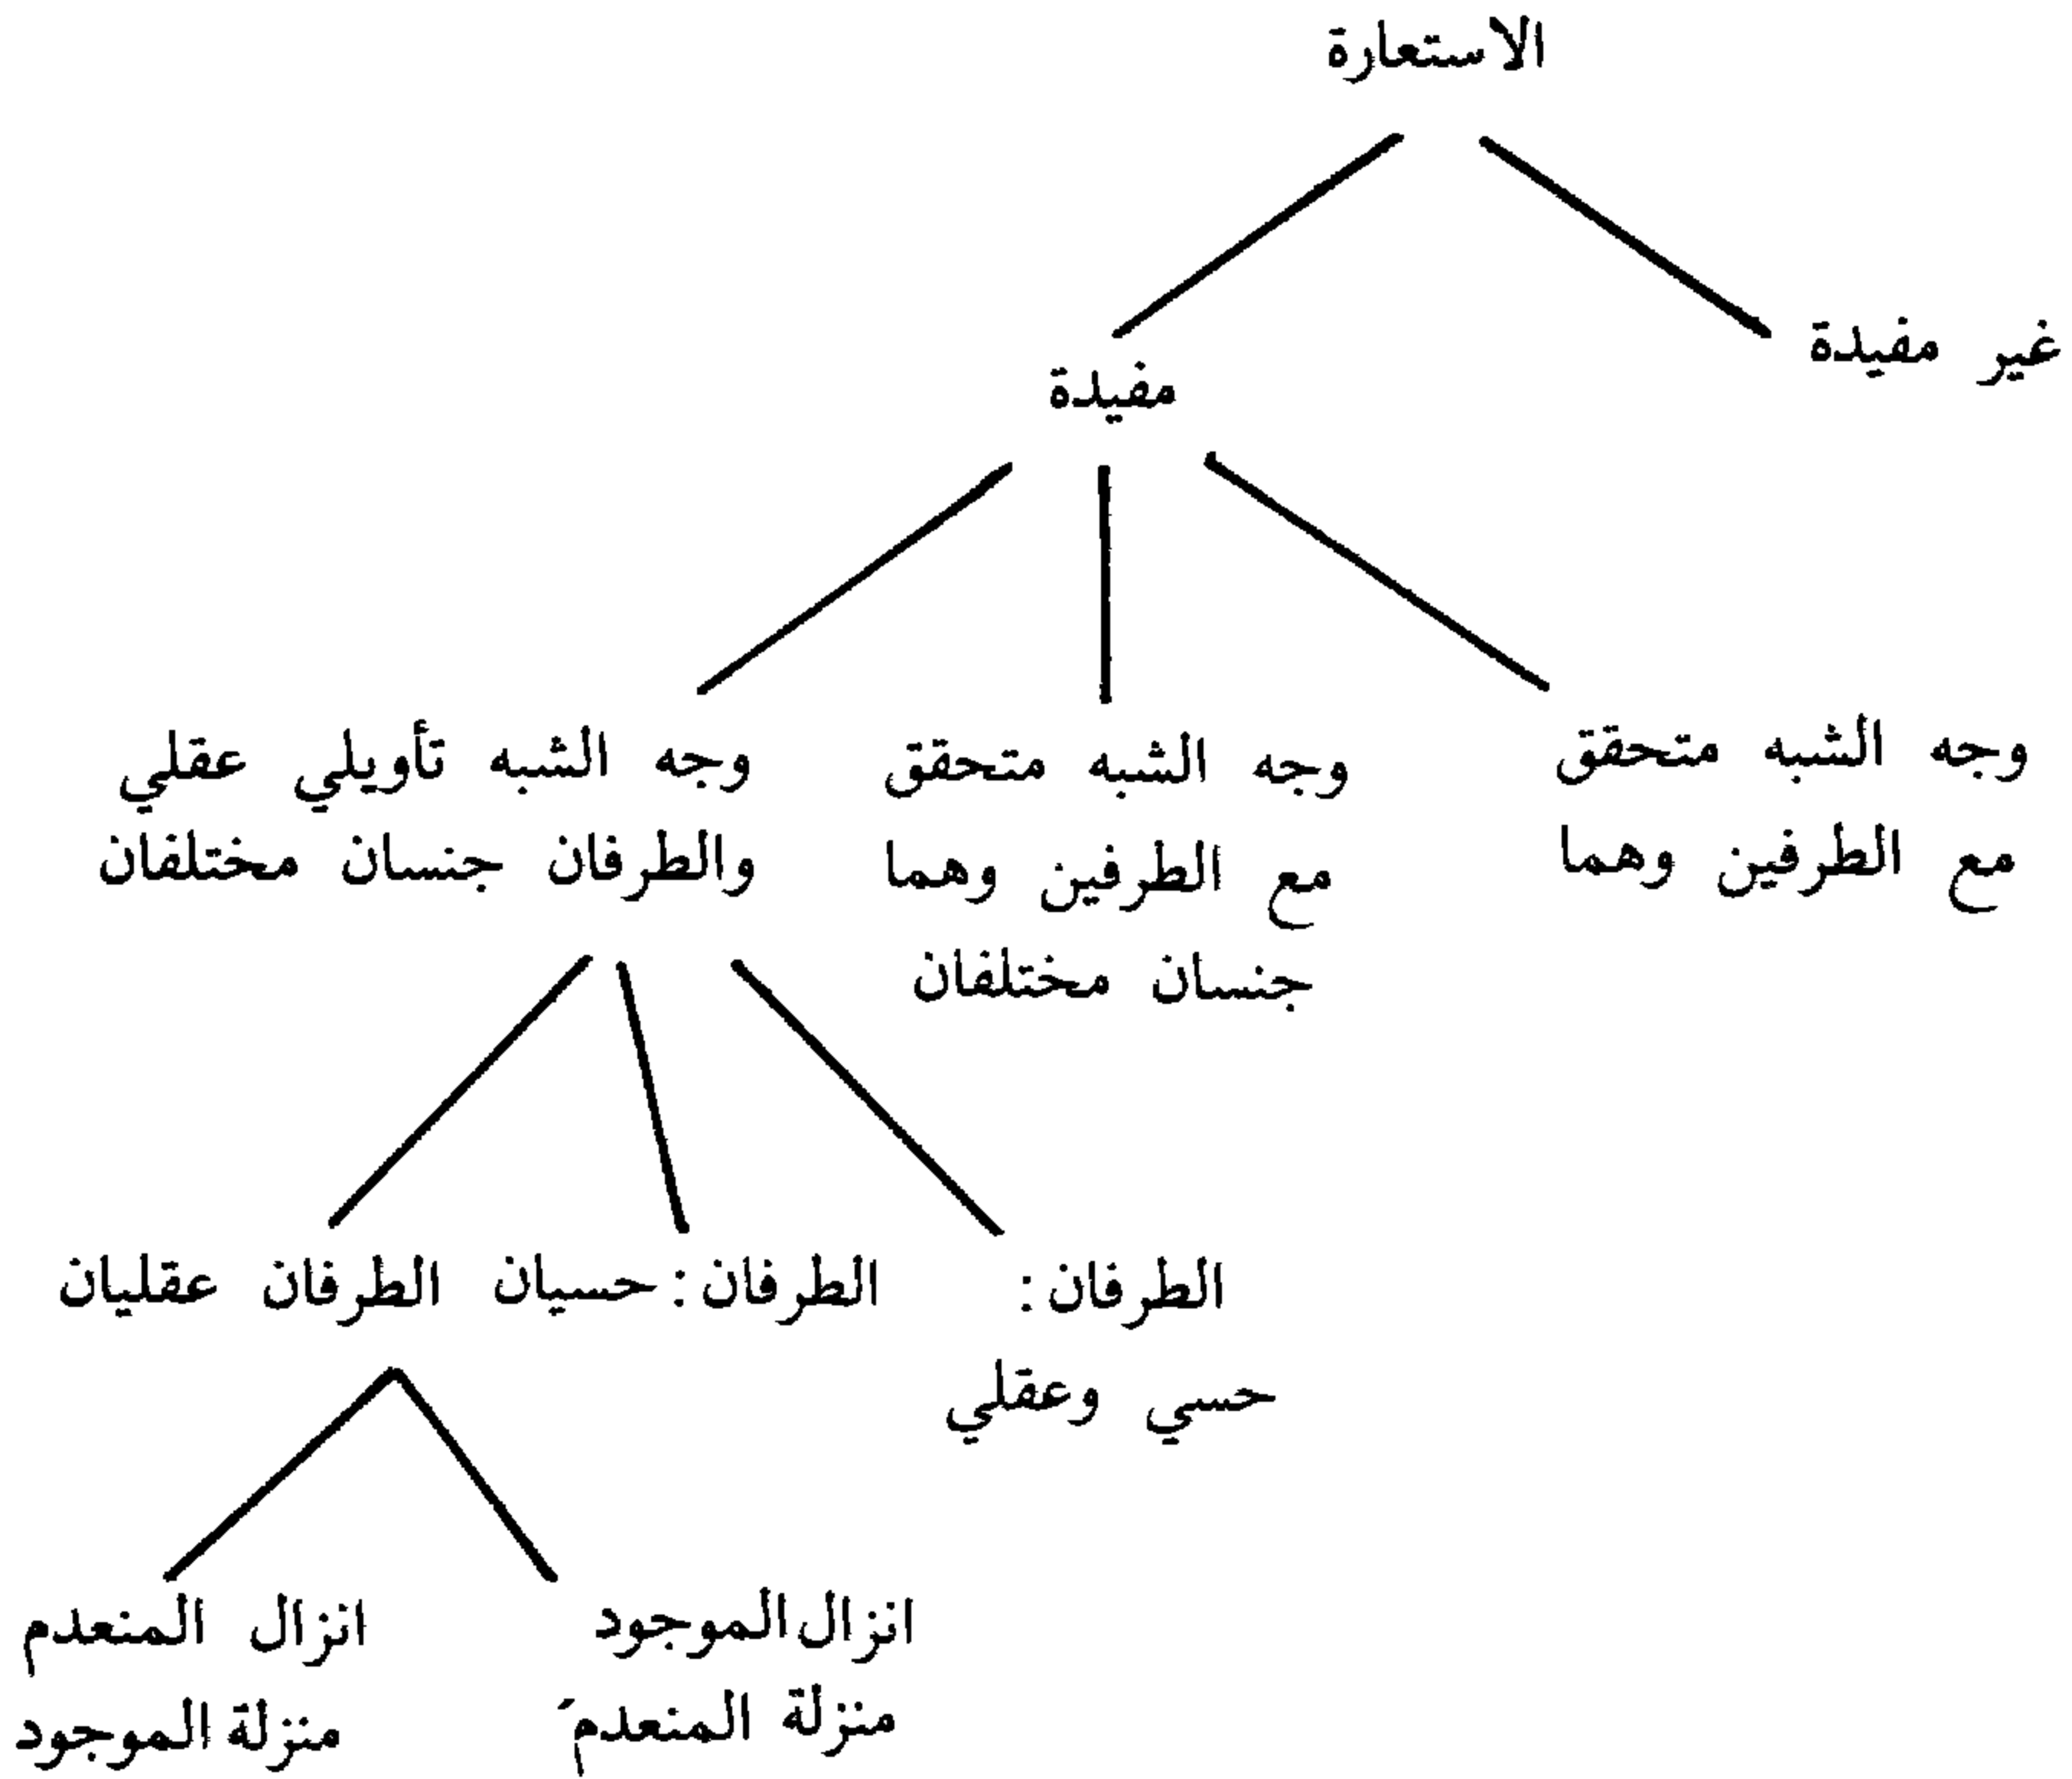 الاستعارة
غير مفيدة
مفيدة
وجه الشبه متحقق
مع الطرفين وهما
وجه الشبه متحقق
مع الطرفين وهما
جنسان مختلفان
وجه الشبه تأويلي عقلي
والطرفان جنسان مختلفان
الطرفان:
حسي وعقلي
الطرفان: حسيان
الطرفان عقليان
انزال الموجود
منزلة المنعدم
انزال المنعدم
منزلة الموجود